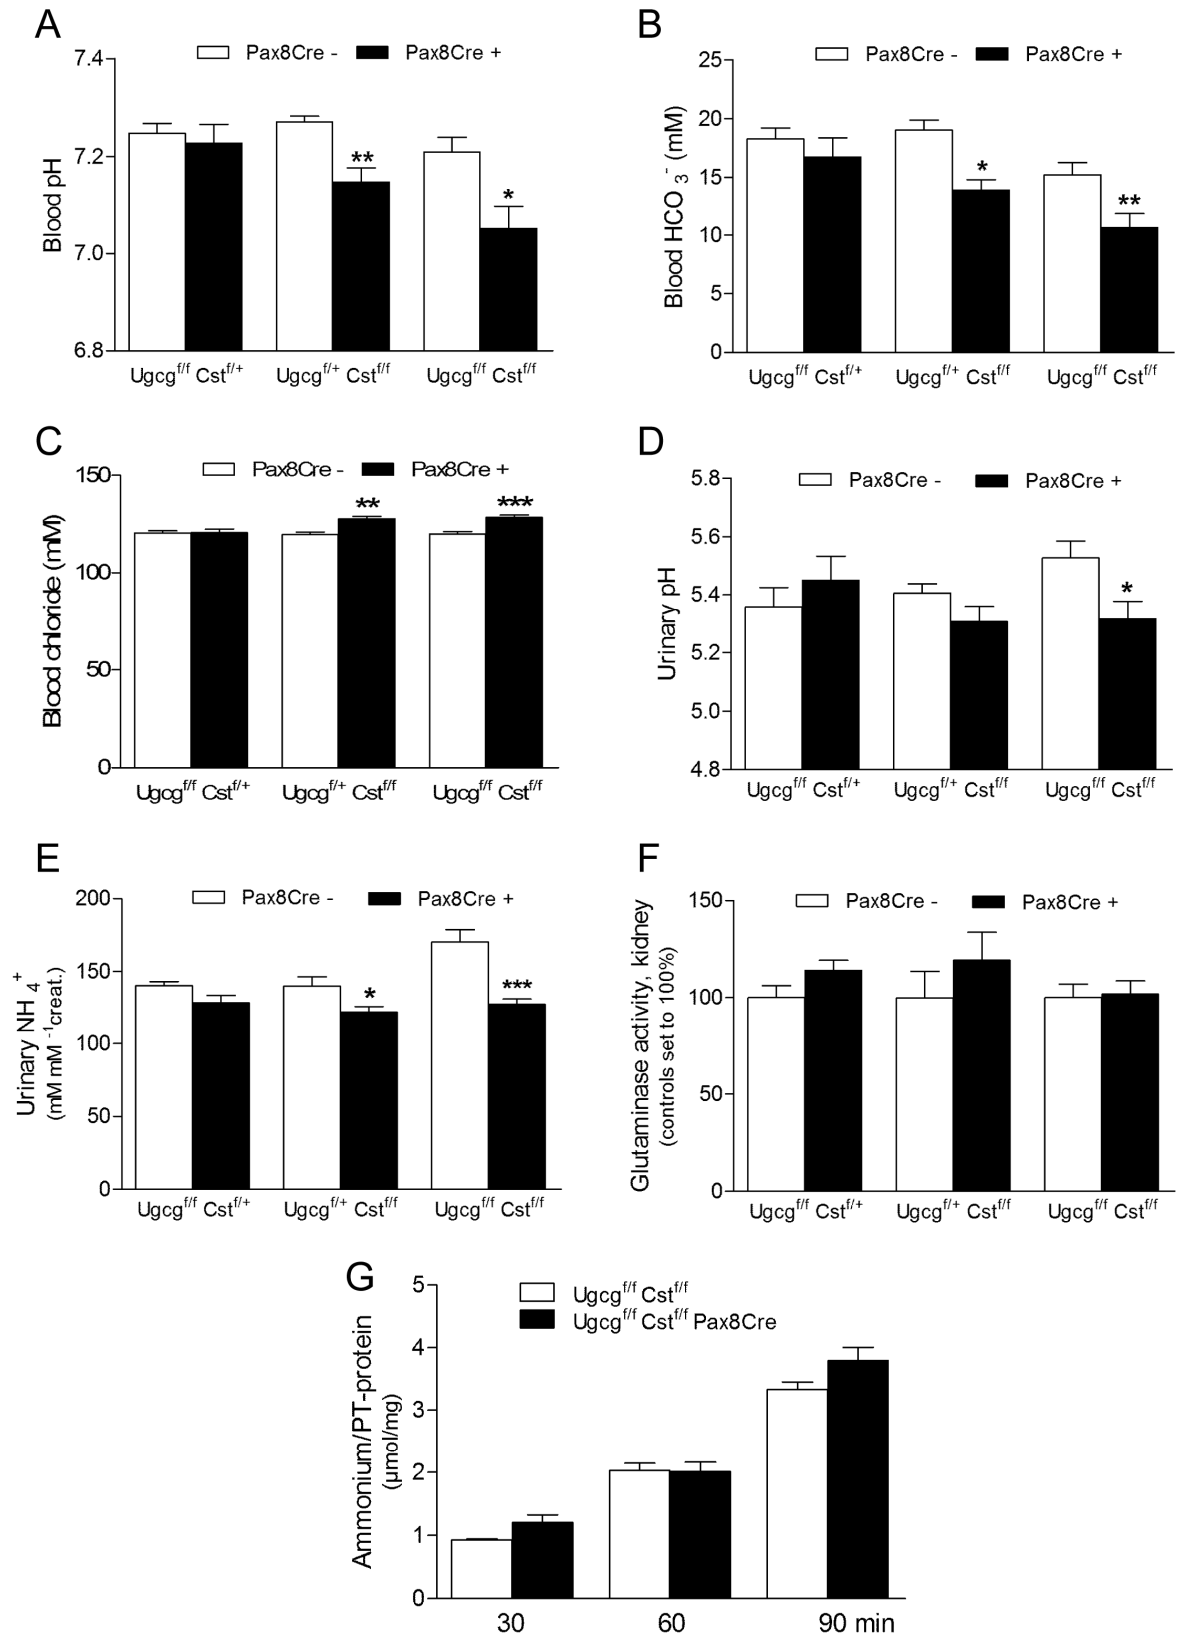 A
Pax8Cre - Pax8Cre +
7.4
7.2
7.0
6.8
Blood pH
**
*
Ugcg^f/f Cst^f/+ Ugcg^f/+ Cst^f/f Ugcg^f/f Cst^f/f
B
Pax8Cre - Pax8Cre +
25
20
15
10
5
0
Blood HCO3- (mM)
*
**
Ugcg^f/f Cst^f/+ Ugcg^f/+ Cst^f/f Ugcg^f/f Cst^f/f
C
Pax8Cre - Pax8Cre +
150
100
50
0
Blood chloride (mM)
**
***
Ugcg^f/f Cst^f/+ Ugcg^f/+ Cst^f/f Ugcg^f/f Cst^f/f
D
Pax8Cre - Pax8Cre +
5.8
5.6
5.4
5.2
5.0
4.8
Urinary pH
*
Ugcg^f/f Cst^f/+ Ugcg^f/+ Cst^f/f Ugcg^f/f Cst^f/f
E
Pax8Cre - Pax8Cre +
200
150
100
50
0
Urinary NH4+
(mM mM -1creat.)
*
***
Ugcg^f/f Cst^f/+ Ugcg^f/+ Cst^f/f Ugcg^f/f Cst^f/f
F
Pax8Cre - Pax8Cre +
150
100
50
0
Glutaminase activity, kidney
(controls set to 100%)
Ugcg^f/f Cst^f/+ Ugcg^f/+ Cst^f/f Ugcg^f/f Cst^f/f
G
Ugcg^f/f Cst^f/f
Ugcg^f/f Cst^f/f Pax8Cre
5
4
3
2
1
0
Ammonium/PT-protein
(µmol/mg)
30 60 90 min